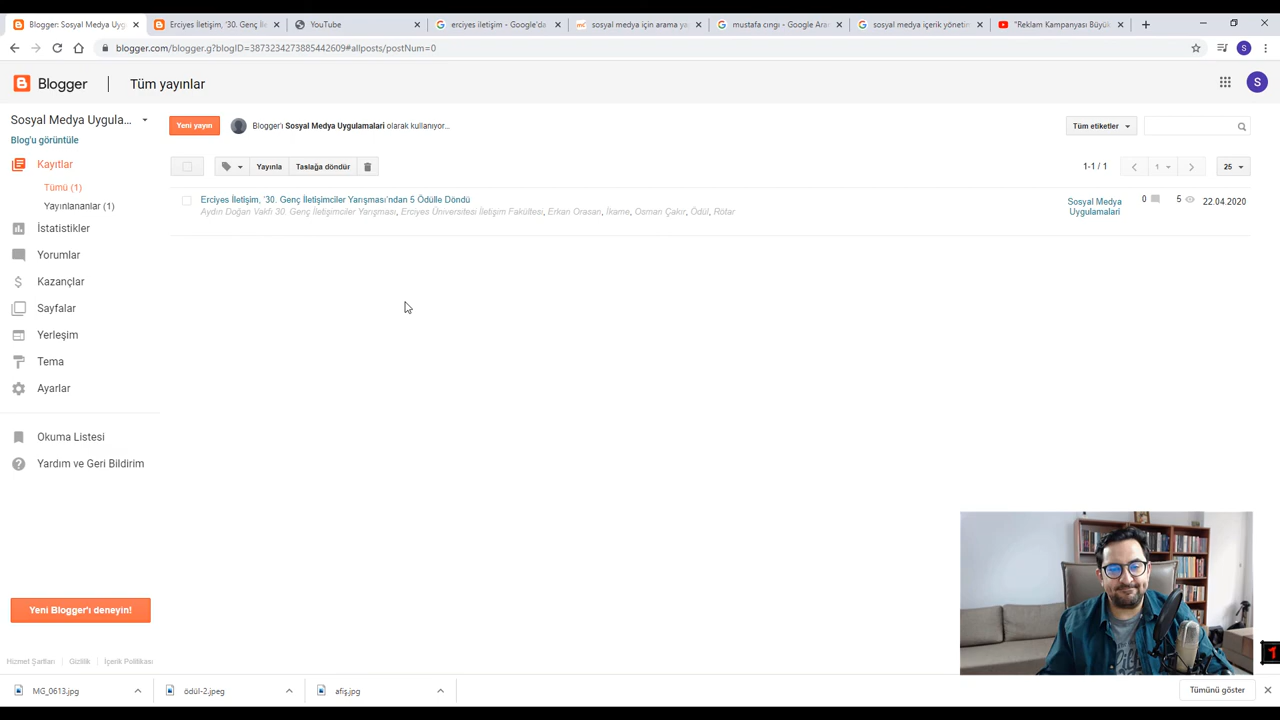 Blogger: Sosyal Medya Uyg
Erciyes İletişim, '30. Genç İle
YouTube
erciyes iletişim - Google'da
sosyal medya için arama ya
mustafa cıngı - Google Ara
sosyal medya içerik yönetim
"Reklam Kampanyası Büyük
blogger.com/blogger.g?blogID=3873234273885442609#allposts/postNum=0
S
Blogger
Tüm yayınlar
S
Sosyal Medya Uygula...
Blog'u görüntüle
Yeni yayın
Blogger'ı Sosyal Medya Uygulamalari olarak kullanıyor...
Tüm etiketler
Kayıtlar
Yayınla
Taslağa döndür
1-1 / 1
1
25
Tümü (1)
Yayınlananlar (1)
Erciyes İletişim, '30. Genç İletişimciler Yarışması'ndan 5 Ödülle Döndü
Aydın Doğan Vakfı 30. Genç İletişimciler Yarışması, Erciyes Üniversitesi İletişim Fakültesi, Erkan Orasan, İkame, Osman Çakır, Ödül, Rötar
Sosyal Medya
Uygulamalari
0
5
22.04.2020
İstatistikler
Yorumlar
Kazançlar
Sayfalar
Yerleşim
Tema
Ayarlar
Okuma Listesi
Yardım ve Geri Bildirim
Yeni Blogger'ı deneyin!
Hizmet Şartları
Gizlilik
İçerik Politikası
MG_0613.jpg
ödül-2.jpeg
afiş.jpg
Tümünü göster